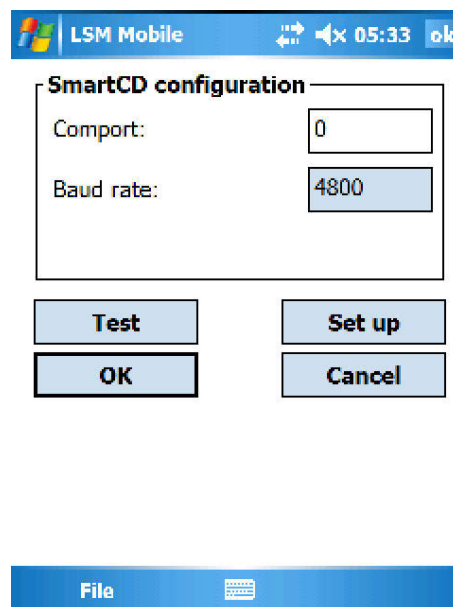 LSM Mobile 05:33 ok
SmartCD configuration
Comport: 0
Baud rate: 4800
Test Set up
OK Cancel
File